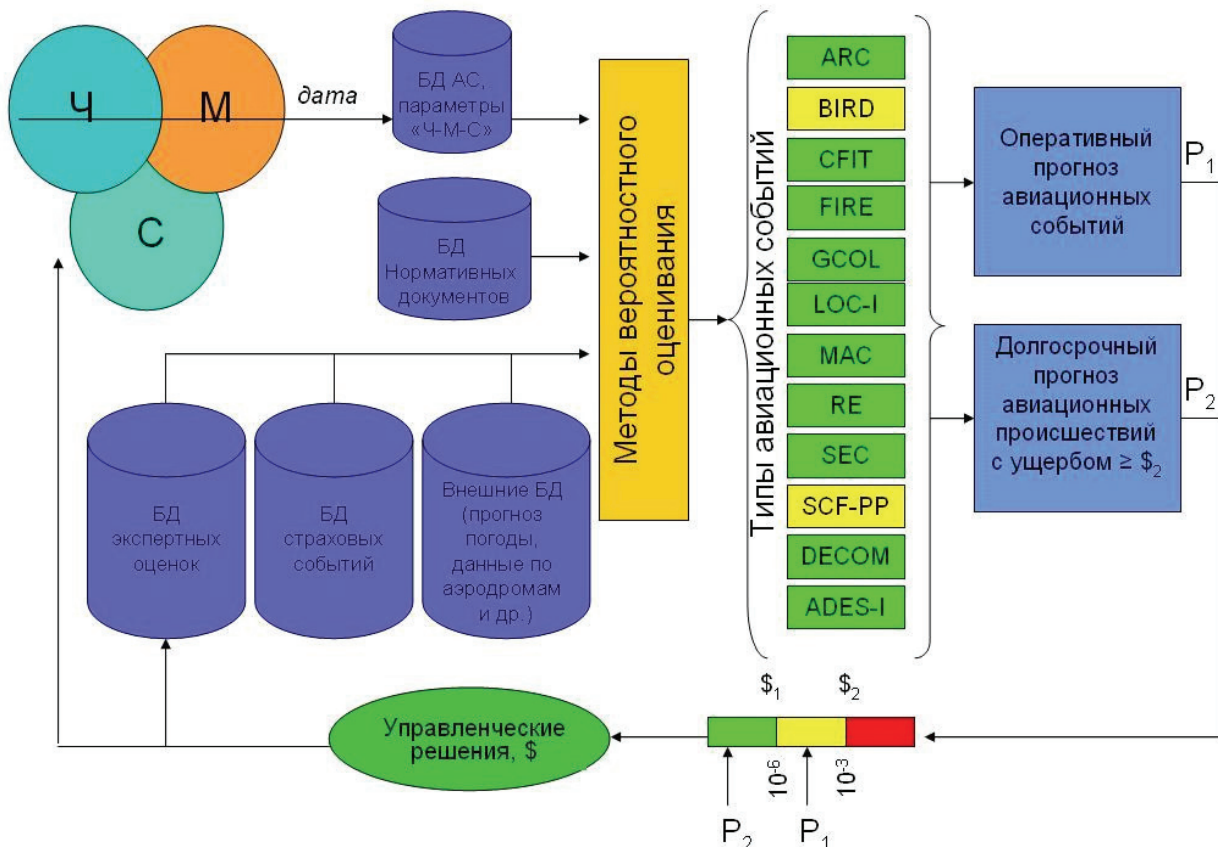 Ч
М
С
дата
БД АС,
параметры
«Ч-М-С»
БД
Нормативных
документов
БД
экспертных
оценок
БД
страховых
событий
Внешние БД
(прогноз
погоды,
данные по
аэродромам
и др.)
Методы вероятностного
оценивания
Типы авиационных событий
ARC
BIRD
CFIT
FIRE
GCOL
LOC-I
MAC
RE
SEC
SCF-PP
DECOM
ADES-I
Оперативный
прогноз
авиационных
событий
P1
Долгосрочный
прогноз
авиационных
происшествий
с ущербом ≥ $2
P2
$1 $2
Управленческие
решения, $
10-6 10-3
P2 P1